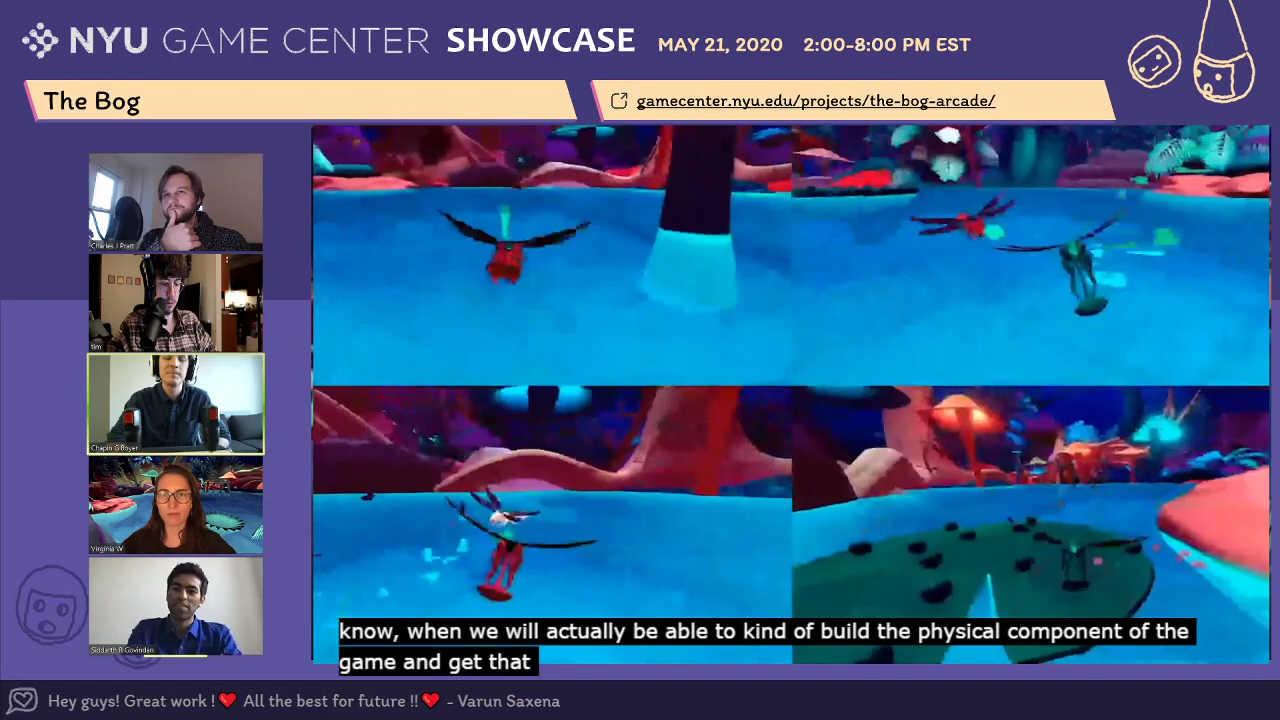 NYU GAME CENTER SHOWCASE MAY 21, 2020 2:00-8:00 PM EST
The Bog
gamecenter.nyu.edu/projects/the-bog-arcade/
Charles J Pratt
tim
Chapin G Boyer
Virginia W
Siddarth R Govindan
know, when we will actually be able to kind of build the physical component of the
game and get that
Hey guys! Great work !❤️ All the best for future !!❤️ - Varun Saxena